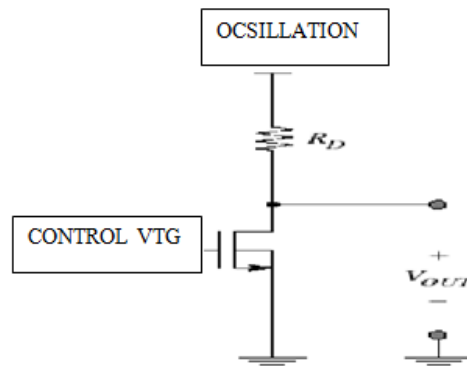 OCSILLATION
R_D
CONTROL VTG
+
V_OUT
−